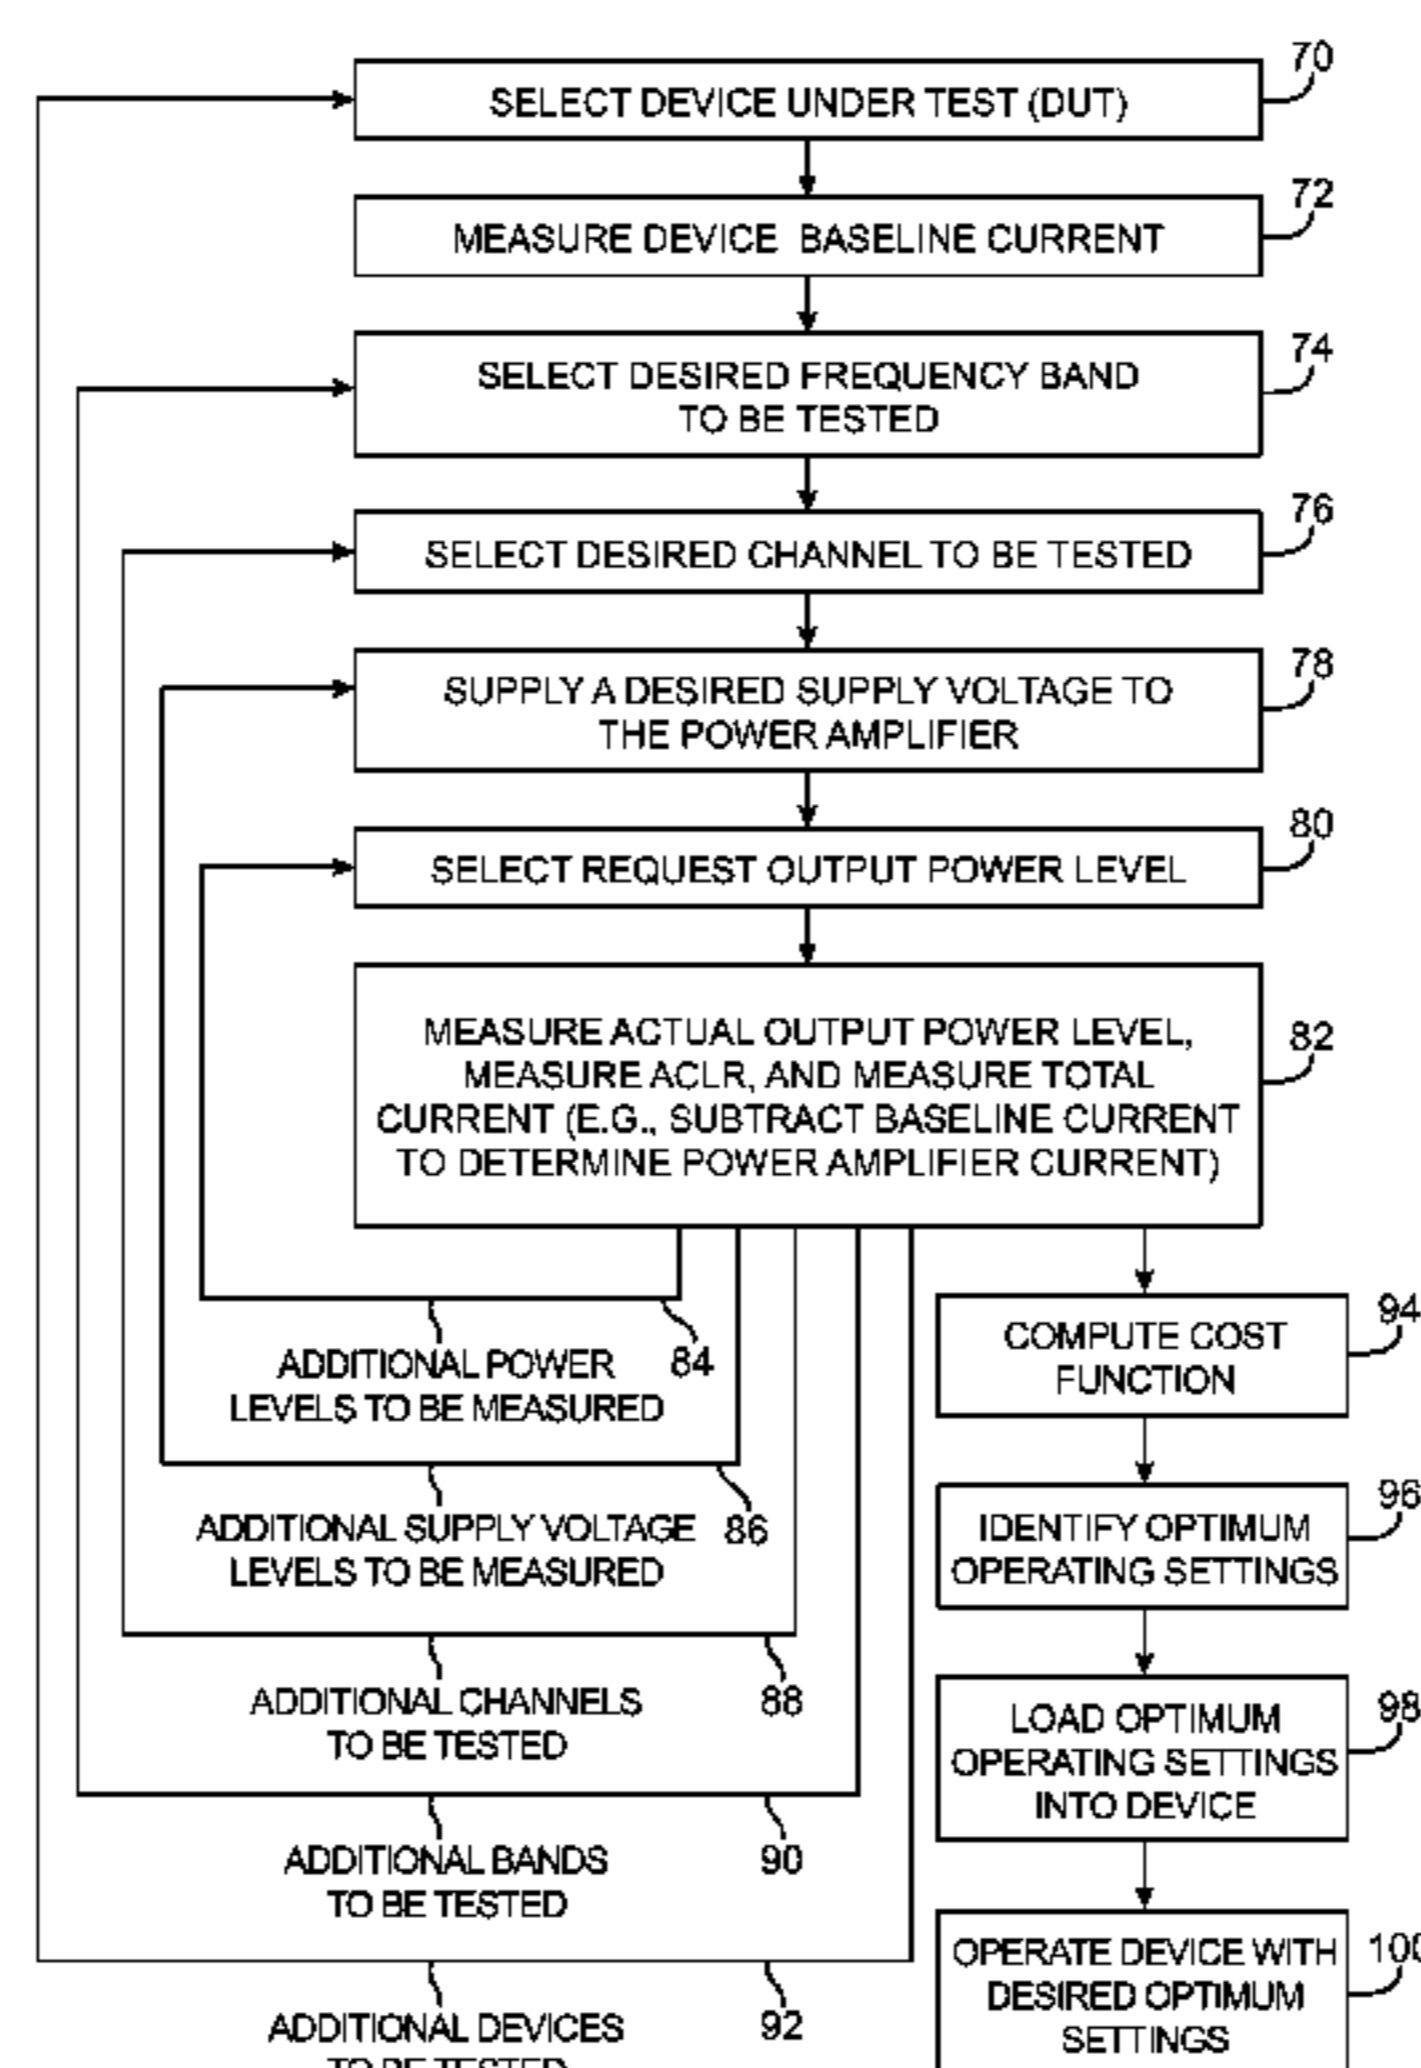 70
SELECT DEVICE UNDER TEST (DUT)
72
MEASURE DEVICE BASELINE CURRENT
74
SELECT DESIRED FREQUENCY BAND
TO BE TESTED
76
SELECT DESIRED CHANNEL TO BE TESTED
78
SUPPLY A DESIRED SUPPLY VOLTAGE TO
THE POWER AMPLIFIER
80
SELECT REQUEST OUTPUT POWER LEVEL
82
MEASURE ACTUAL OUTPUT POWER LEVEL,
MEASURE ACLR, AND MEASURE TOTAL
CURRENT (E.G., SUBTRACT BASELINE CURRENT
TO DETERMINE POWER AMPLIFIER CURRENT)
84
ADDITIONAL POWER
LEVELS TO BE MEASURED
86
ADDITIONAL SUPPLY VOLTAGE
LEVELS TO BE MEASURED
88
ADDITIONAL CHANNELS
TO BE TESTED
90
ADDITIONAL BANDS
TO BE TESTED
92
ADDITIONAL DEVICES
TO BE TESTED
94
COMPUTE COST
FUNCTION
96
IDENTIFY OPTIMUM
OPERATING SETTINGS
98
LOAD OPTIMUM
OPERATING SETTINGS
INTO DEVICE
100
OPERATE DEVICE WITH
DESIRED OPTIMUM
SETTINGS